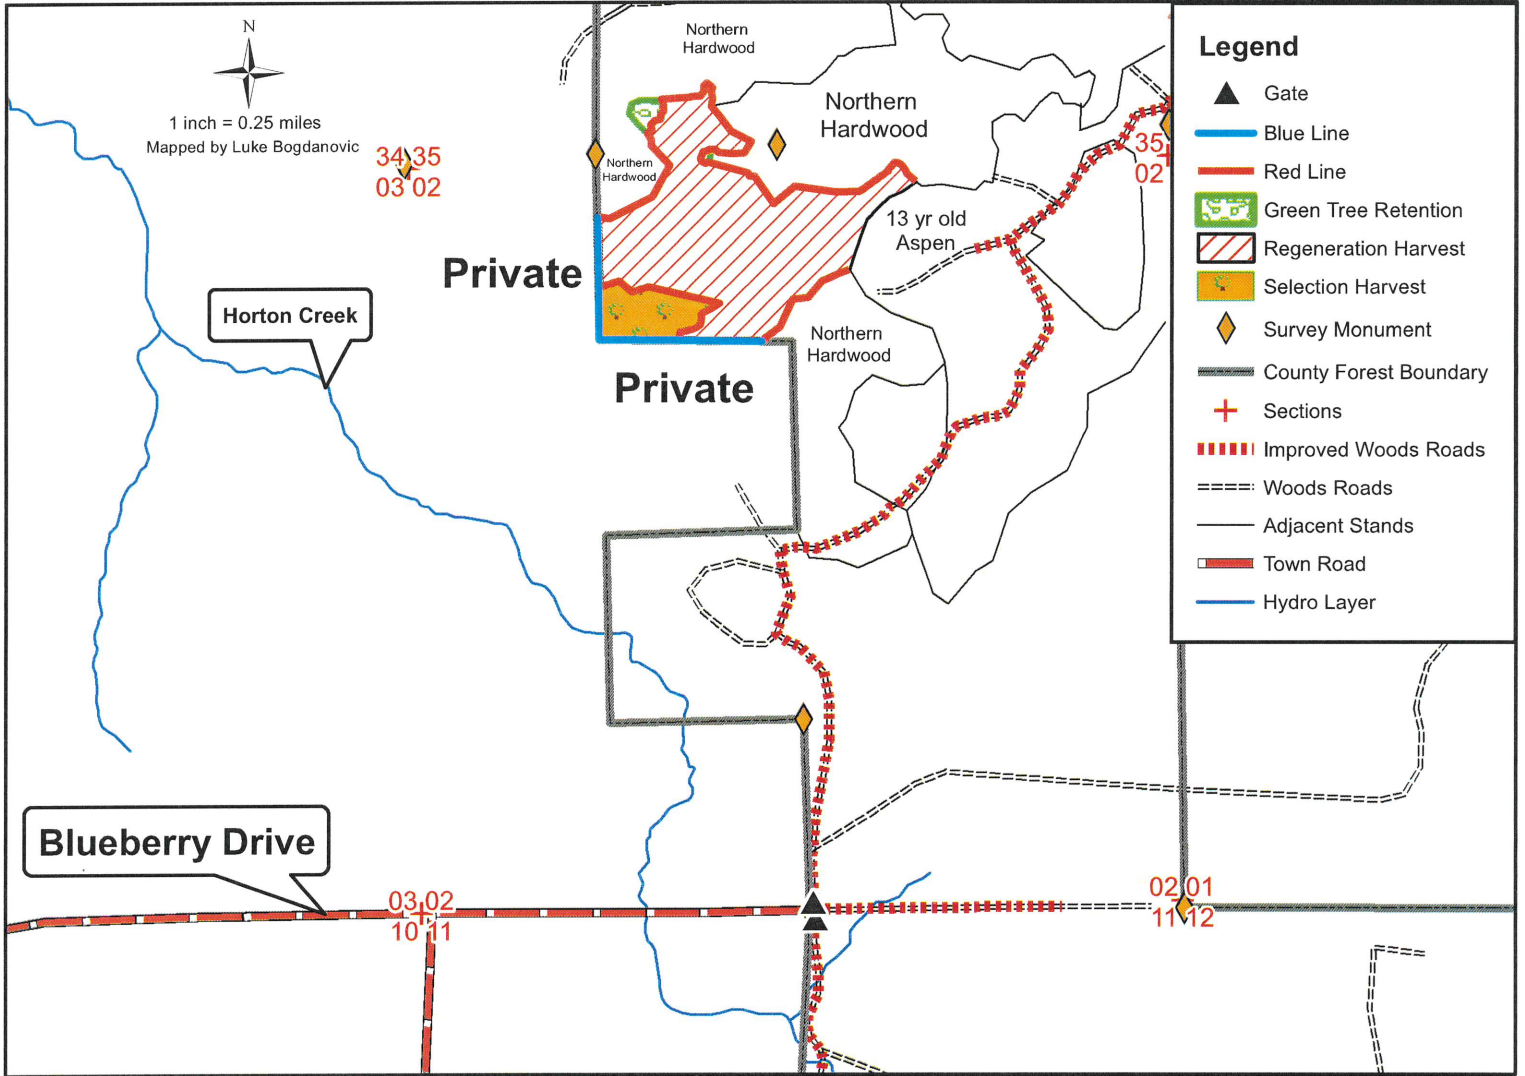 N
1 inch = 0.25 miles
Mapped by Luke Bogdanovic
34 35
03 02
Northern
Hardwood
Northern
Hardwood
Northern
Hardwood
35
02
13 yr old
Aspen
Private
Horton Creek
Northern
Hardwood
Private
Blueberry Drive
03 02
10 11
02 01
11 12
Legend
Gate
Blue Line
Red Line
Green Tree Retention
Regeneration Harvest
Selection Harvest
Survey Monument
County Forest Boundary
Sections
Improved Woods Roads
Woods Roads
Adjacent Stands
Town Road
Hydro Layer